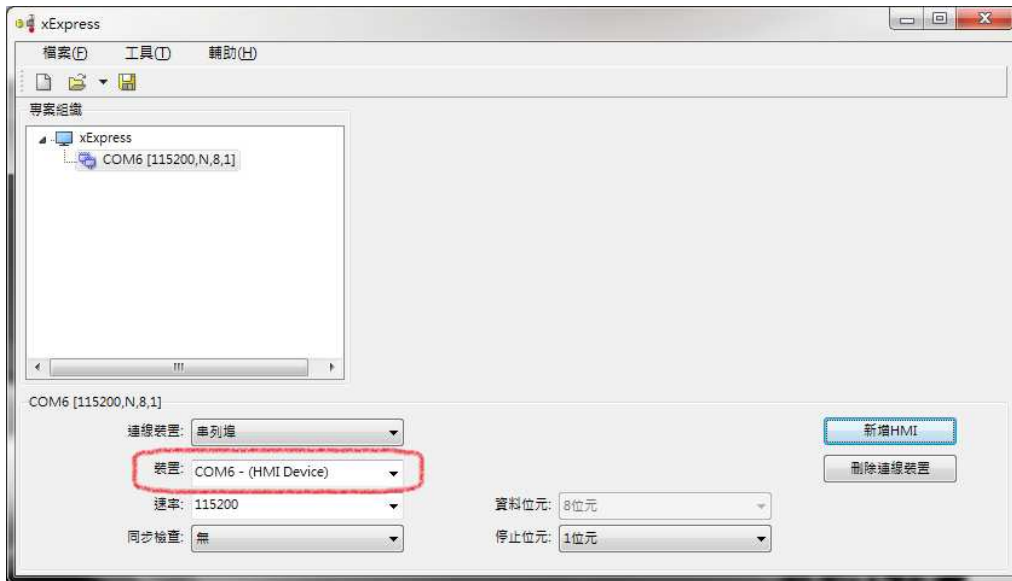 xExpress
檔案(F) 工具(T) 輔助(H)
專案組織
xExpress
COM6 [115200,N,8,1]
COM6 [115200,N,8,1]
連線裝置: 串列埠 新增HMI
裝置: COM6 - (HMI Device) 刪除連線裝置
速率: 115200 資料位元: 8位元
同步檢查: 無 停止位元: 1位元